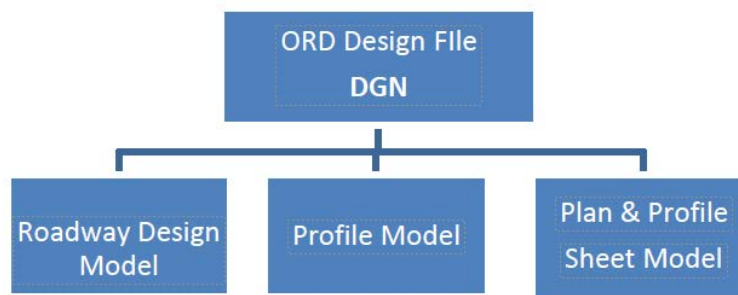 ORD Design FIle
DGN
Roadway Design
Model
Profile Model
Plan & Profile
Sheet Model